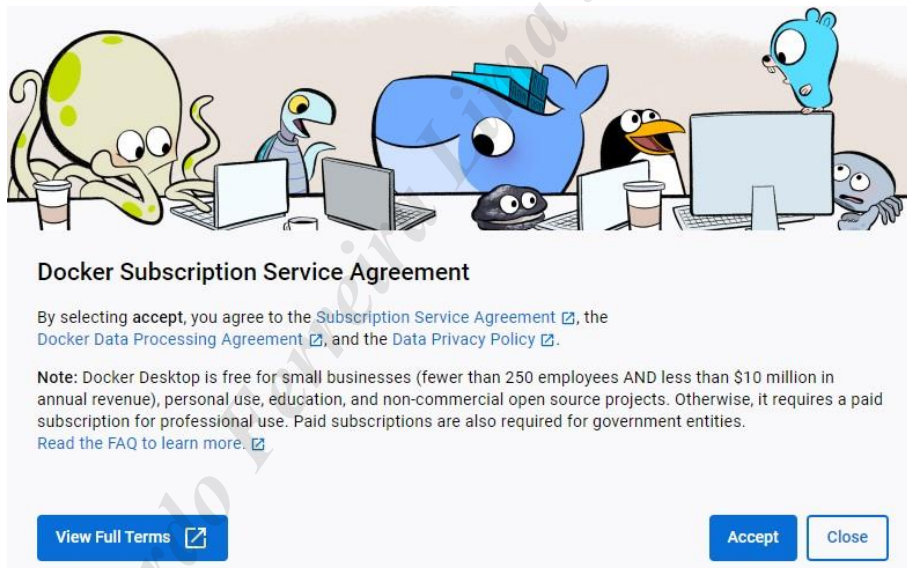 Docker Subscription Service Agreement
By selecting accept, you agree to the Subscription Service Agreement, the
Docker Data Processing Agreement, and the Data Privacy Policy.
Note: Docker Desktop is free for small businesses (fewer than 250 employees AND less than $10 million in
annual revenue), personal use, education, and non-commercial open source projects. Otherwise, it requires a paid
subscription for professional use. Paid subscriptions are also required for government entities.
Read the FAQ to learn more.
View Full Terms
Accept
Close
Ferreira Lima